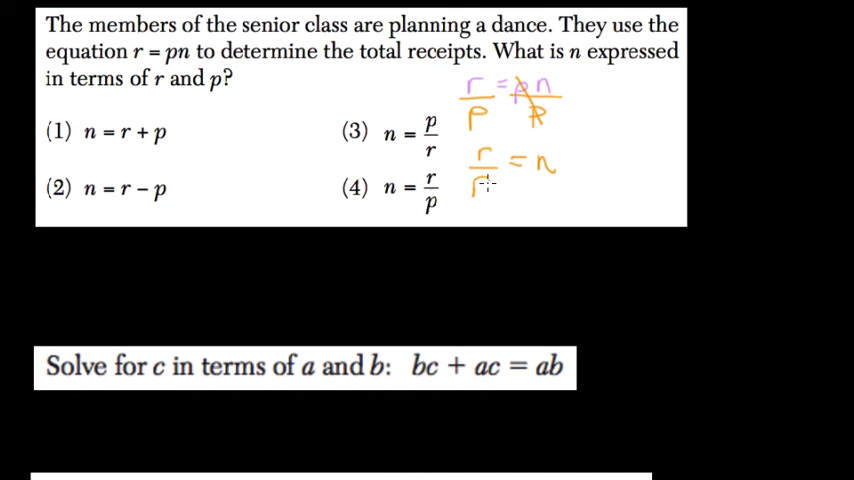 The members of the senior class are planning a dance. They use the
equation r = pn to determine the total receipts. What is n expressed
in terms of r and p?
r = pn
p p
(1) n = r + p
(3) n = p/r
r/p = n
(2) n = r − p
(4) n = r/p
Solve for c in terms of a and b: bc + ac = ab